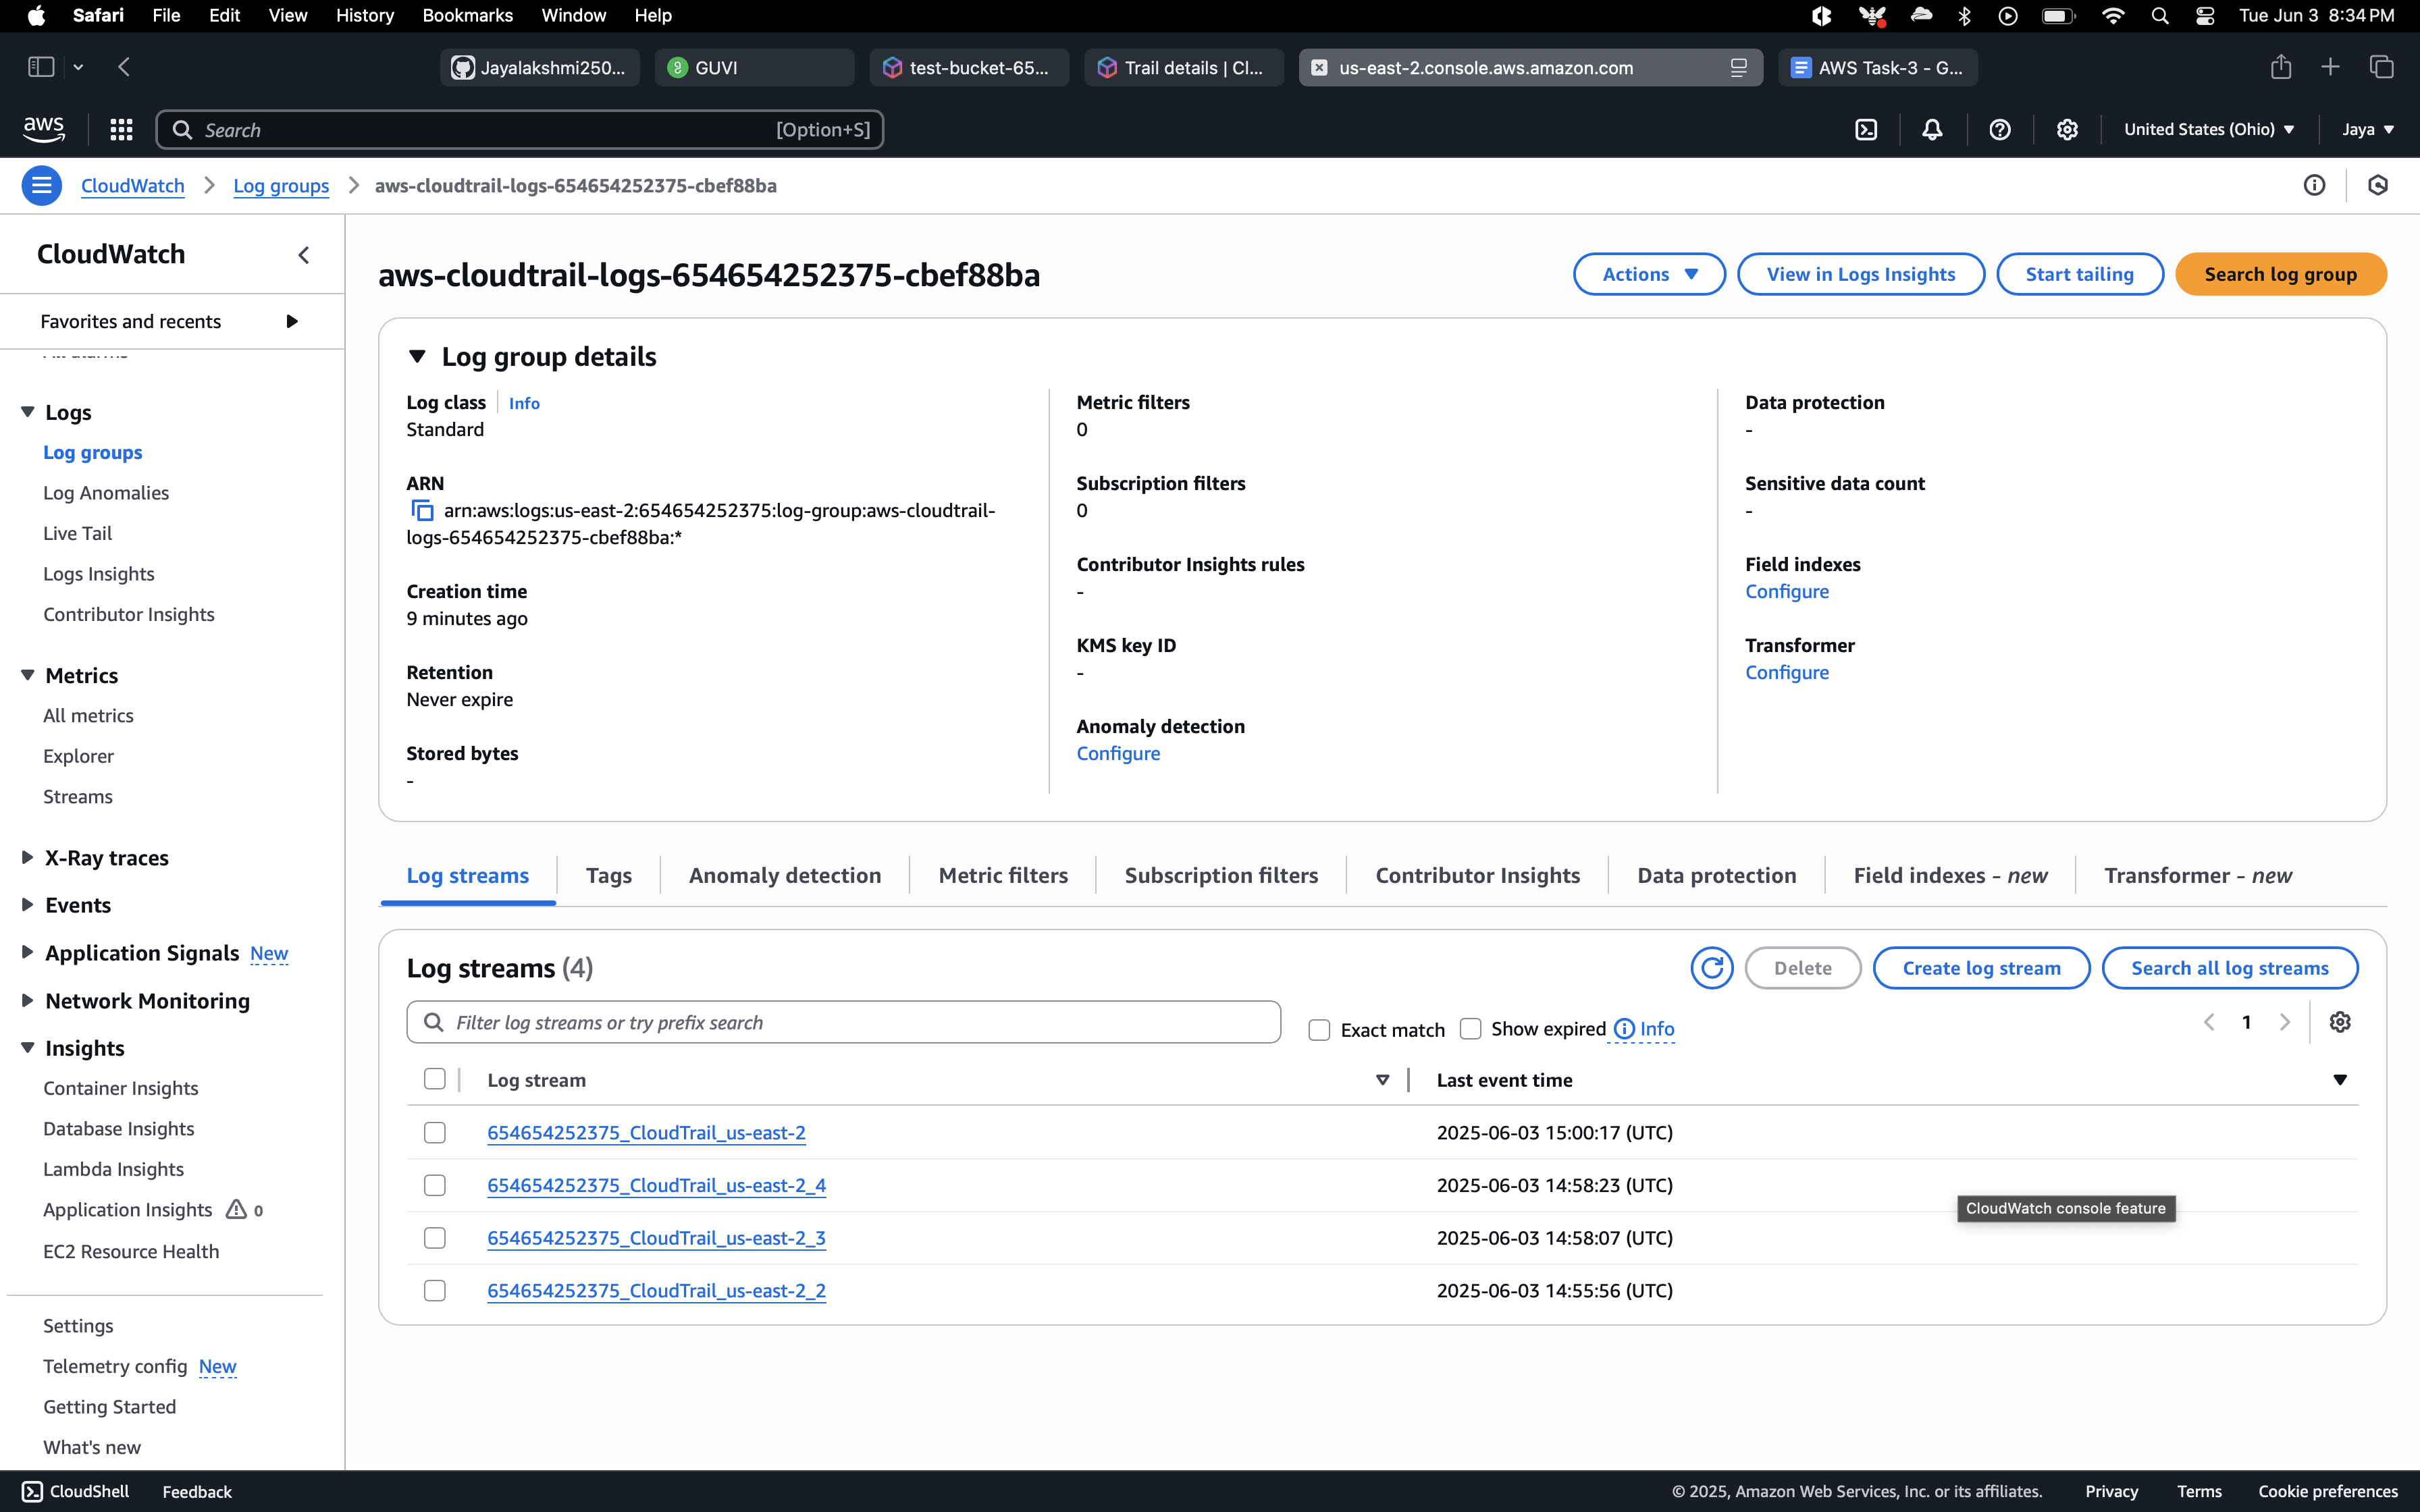 Safari File Edit View History Bookmarks Window Help Tue Jun 3 8:34 PM
Jayalakshmi250... GUVI test-bucket-65... Trail details | Cl... us-east-2.console.aws.amazon.com AWS Task-3 - G...
aws Search [Option+S] United States (Ohio) Jaya
CloudWatch Log groups aws-cloudtrail-logs-654654252375-cbef88ba
CloudWatch
Favorites and recents
Logs
Log groups
Log Anomalies
Live Tail
Logs Insights
Contributor Insights
Metrics
All metrics
Explorer
Streams
X-Ray traces
Events
Application Signals New
Network Monitoring
Insights
Container Insights
Database Insights
Lambda Insights
Application Insights 0
EC2 Resource Health
Settings
Telemetry config New
Getting Started
What's new
aws-cloudtrail-logs-654654252375-cbef88ba
Actions View in Logs Insights Start tailing Search log group
Log group details
Log class Info
Standard
ARN
arn:aws:logs:us-east-2:654654252375:log-group:aws-cloudtrail-
logs-654654252375-cbef88ba:*
Creation time
9 minutes ago
Retention
Never expire
Stored bytes
-
Metric filters
0
Subscription filters
0
Contributor Insights rules
-
KMS key ID
-
Anomaly detection
Configure
Data protection
-
Sensitive data count
-
Field indexes
Configure
Transformer
Configure
Log streams Tags Anomaly detection Metric filters Subscription filters Contributor Insights Data protection Field indexes - new Transformer - new
Log streams (4)
Delete Create log stream Search all log streams
Filter log streams or try prefix search Exact match Show expired Info 1
Log stream Last event time
654654252375_CloudTrail_us-east-2 2025-06-03 15:00:17 (UTC)
654654252375_CloudTrail_us-east-2_4 2025-06-03 14:58:23 (UTC)
CloudWatch console feature
654654252375_CloudTrail_us-east-2_3 2025-06-03 14:58:07 (UTC)
654654252375_CloudTrail_us-east-2_2 2025-06-03 14:55:56 (UTC)
CloudShell Feedback © 2025, Amazon Web Services, Inc. or its affiliates. Privacy Terms Cookie preferences